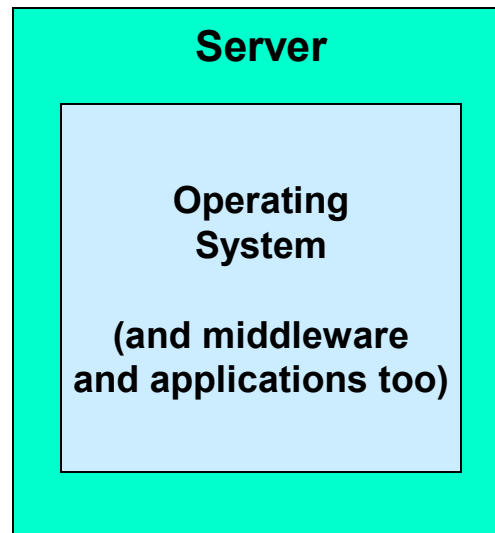 Server
Operating
System
(and middleware
and applications too)